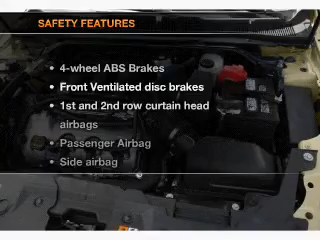 SAFETY FEATURES
• 4-wheel ABS Brakes
• Front Ventilated disc brakes
• 1st and 2nd row curtain head
airbags
• Passenger Airbag
• Side airbag